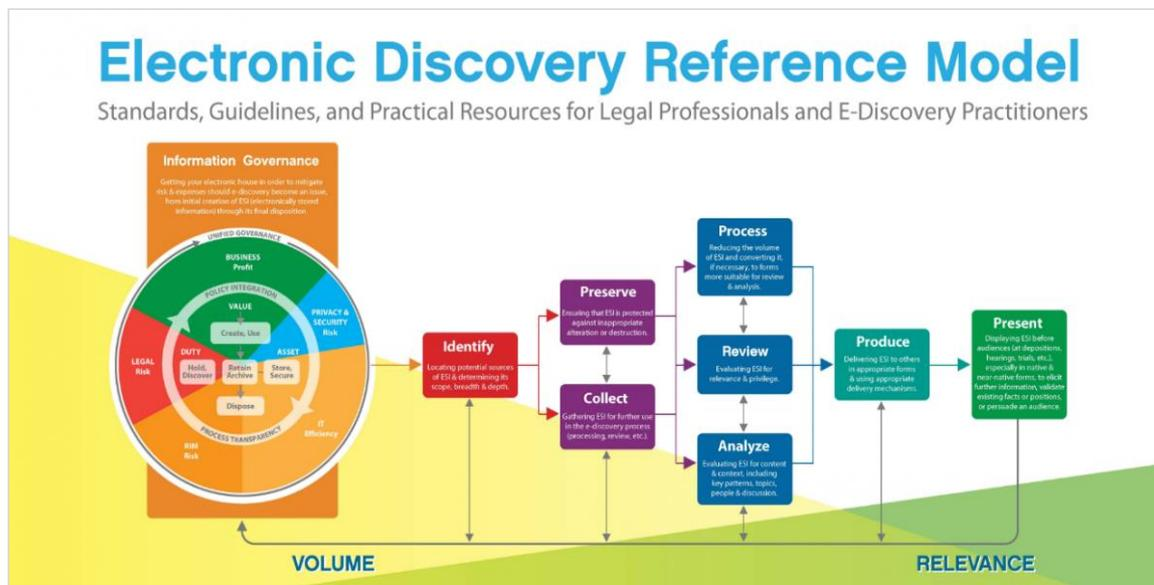 Electronic Discovery Reference Model
Standards, Guidelines, and Practical Resources for Legal Professionals and E-Discovery Practitioners
Information Governance
Getting your electronic house in order to mitigate
risk & expenses should e-discovery become an issue,
from initial creation of ESI (electronically stored
information) through its final disposition.
UNIFIED GOVERNANCE
BUSINESS
Profit
POLICY INTEGRATION
VALUE
Create, Use
PRIVACY &
SECURITY
Risk
LEGAL
Risk
DUTY
Hold,
Discover
Retain
Archive
ASSET
Store,
Secure
Dispose
PROCESS TRANSPARENCY
RIM
Risk
IT
Efficiency
Identify
Locating potential sources
of ESI & determining its
scope, breadth & depth.
Preserve
Ensuring that ESI is protected
against inappropriate
alteration or destruction.
Collect
Gathering ESI for further use
in the e-discovery process
(processing, review, etc.).
Process
Reducing the volume
of ESI and converting it,
if necessary, to forms
more suitable for review
& analysis.
Review
Evaluating ESI for
relevance & privilege.
Analyze
Evaluating ESI for content
& context, including
key patterns, topics,
people & discussion.
Produce
Delivering ESI to others
in appropriate forms
& using appropriate
delivery mechanisms.
Present
Displaying ESI before
audiences (at depositions,
hearings, trials, etc.),
especially in native &
near-native forms, to elicit
further information, validate
existing facts or positions,
or persuade an audience.
VOLUME
RELEVANCE